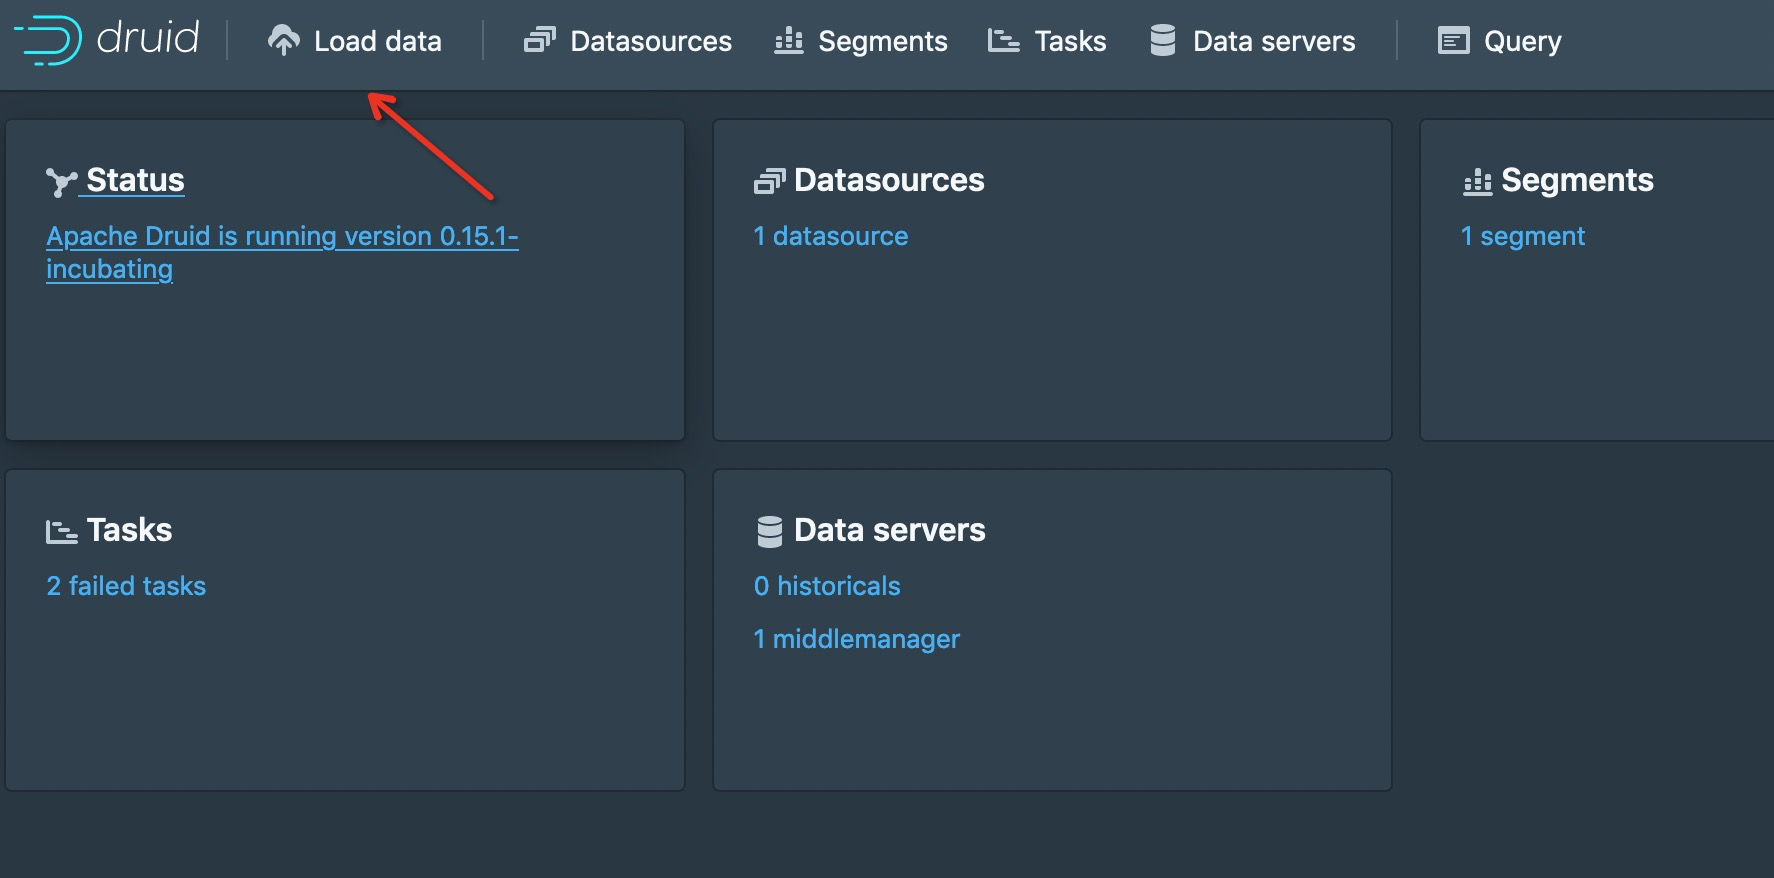 druid Load data Datasources Segments Tasks Data servers Query
Status
Apache Druid is running version 0.15.1-
incubating
Datasources
1 datasource
Segments
1 segment
Tasks
2 failed tasks
Data servers
0 historicals
1 middlemanager